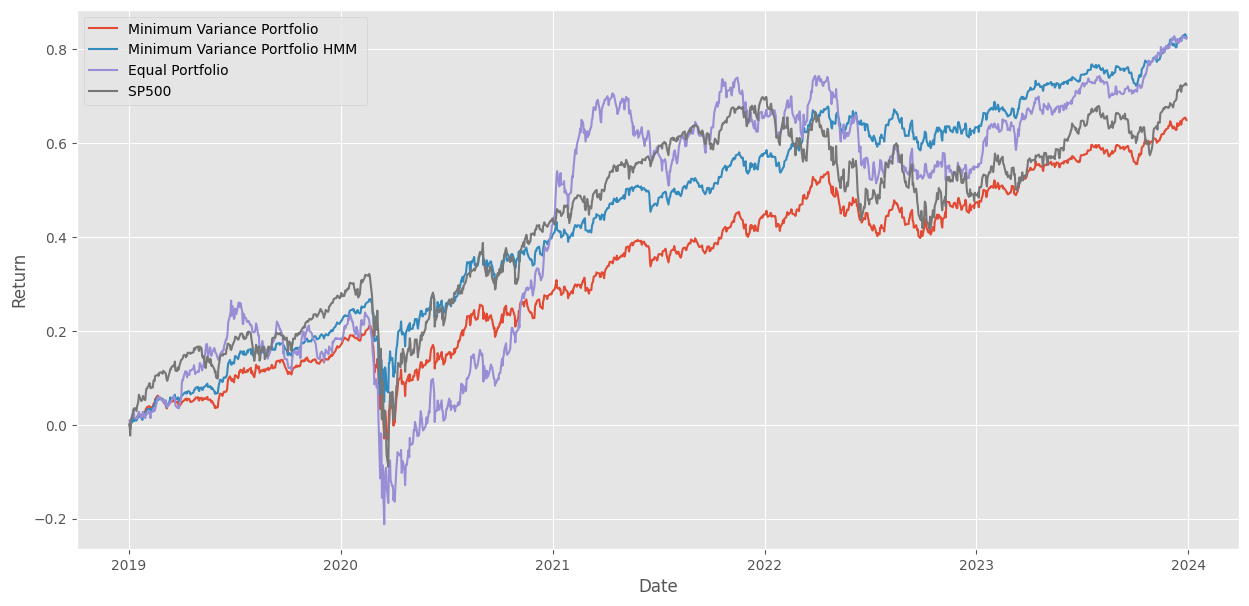 Minimum Variance Portfolio
Minimum Variance Portfolio HMM
Equal Portfolio
SP500
0.8
0.6
0.4
0.2
0.0
−0.2
Return
2019 2020 2021 2022 2023 2024
Date